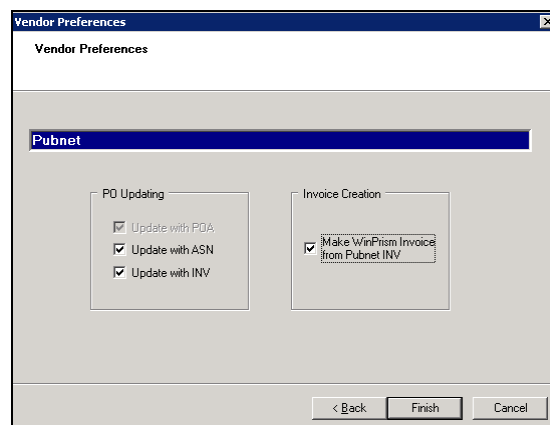 Vendor Preferences
Vendor Preferences
Pubnet
PO Updating
Update with POA
Update with ASN
Update with INV
Invoice Creation
Make WinPrism Invoice
from Pubnet INV
< Back
Finish
Cancel